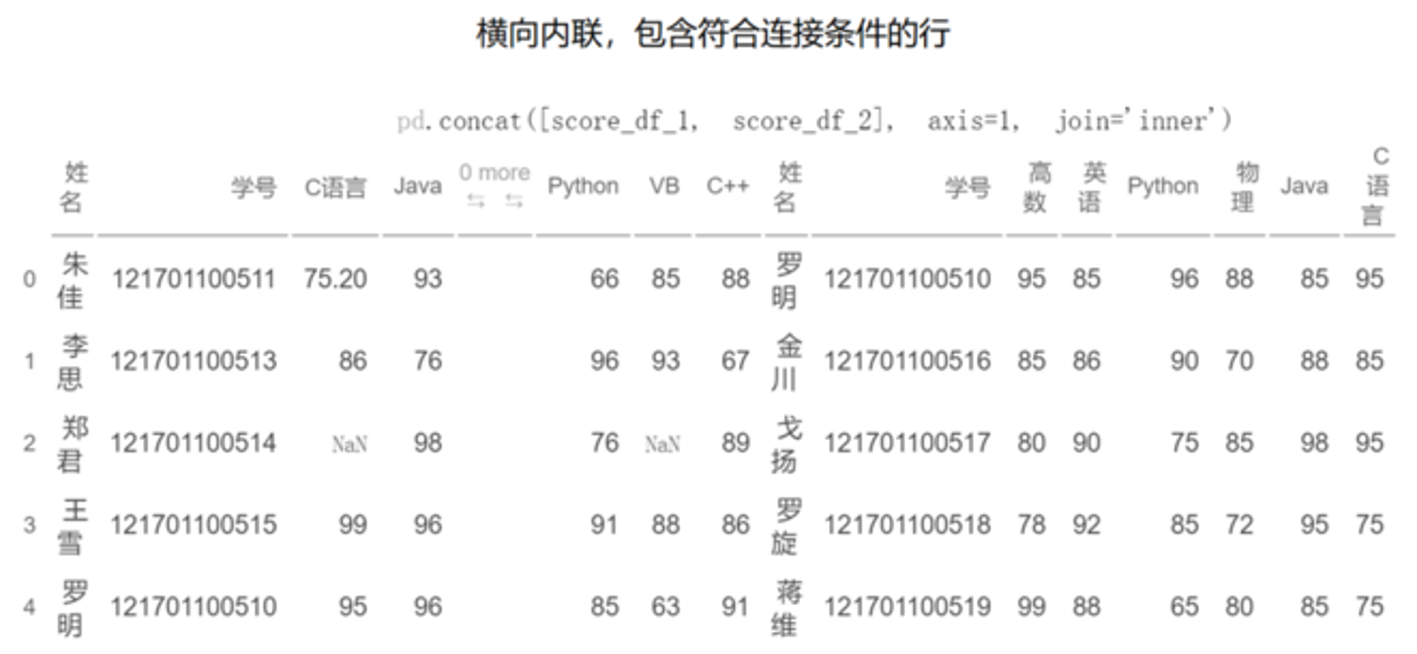 横向内联，包含符合连接条件的行
pd.concat([score_df_1, score_df_2], axis=1, join='inner')
姓名 学号 C语言 Java 0 more ⇆ ⇆ Python VB C++ 姓名 学号 高数 英语 Python 物理 Java C语言
0 朱佳 121701100511 75.20 93 66 85 88 罗明 121701100510 95 85 96 88 85 95
1 李思 121701100513 86 76 96 93 67 金川 121701100516 85 86 90 70 88 85
2 郑君 121701100514 NaN 98 76 NaN 89 戈扬 121701100517 80 90 75 85 98 95
3 王雪 121701100515 99 96 91 88 86 罗旋 121701100518 78 92 85 72 95 75
4 罗明 121701100510 95 96 85 63 91 蒋维 121701100519 99 88 65 80 85 75